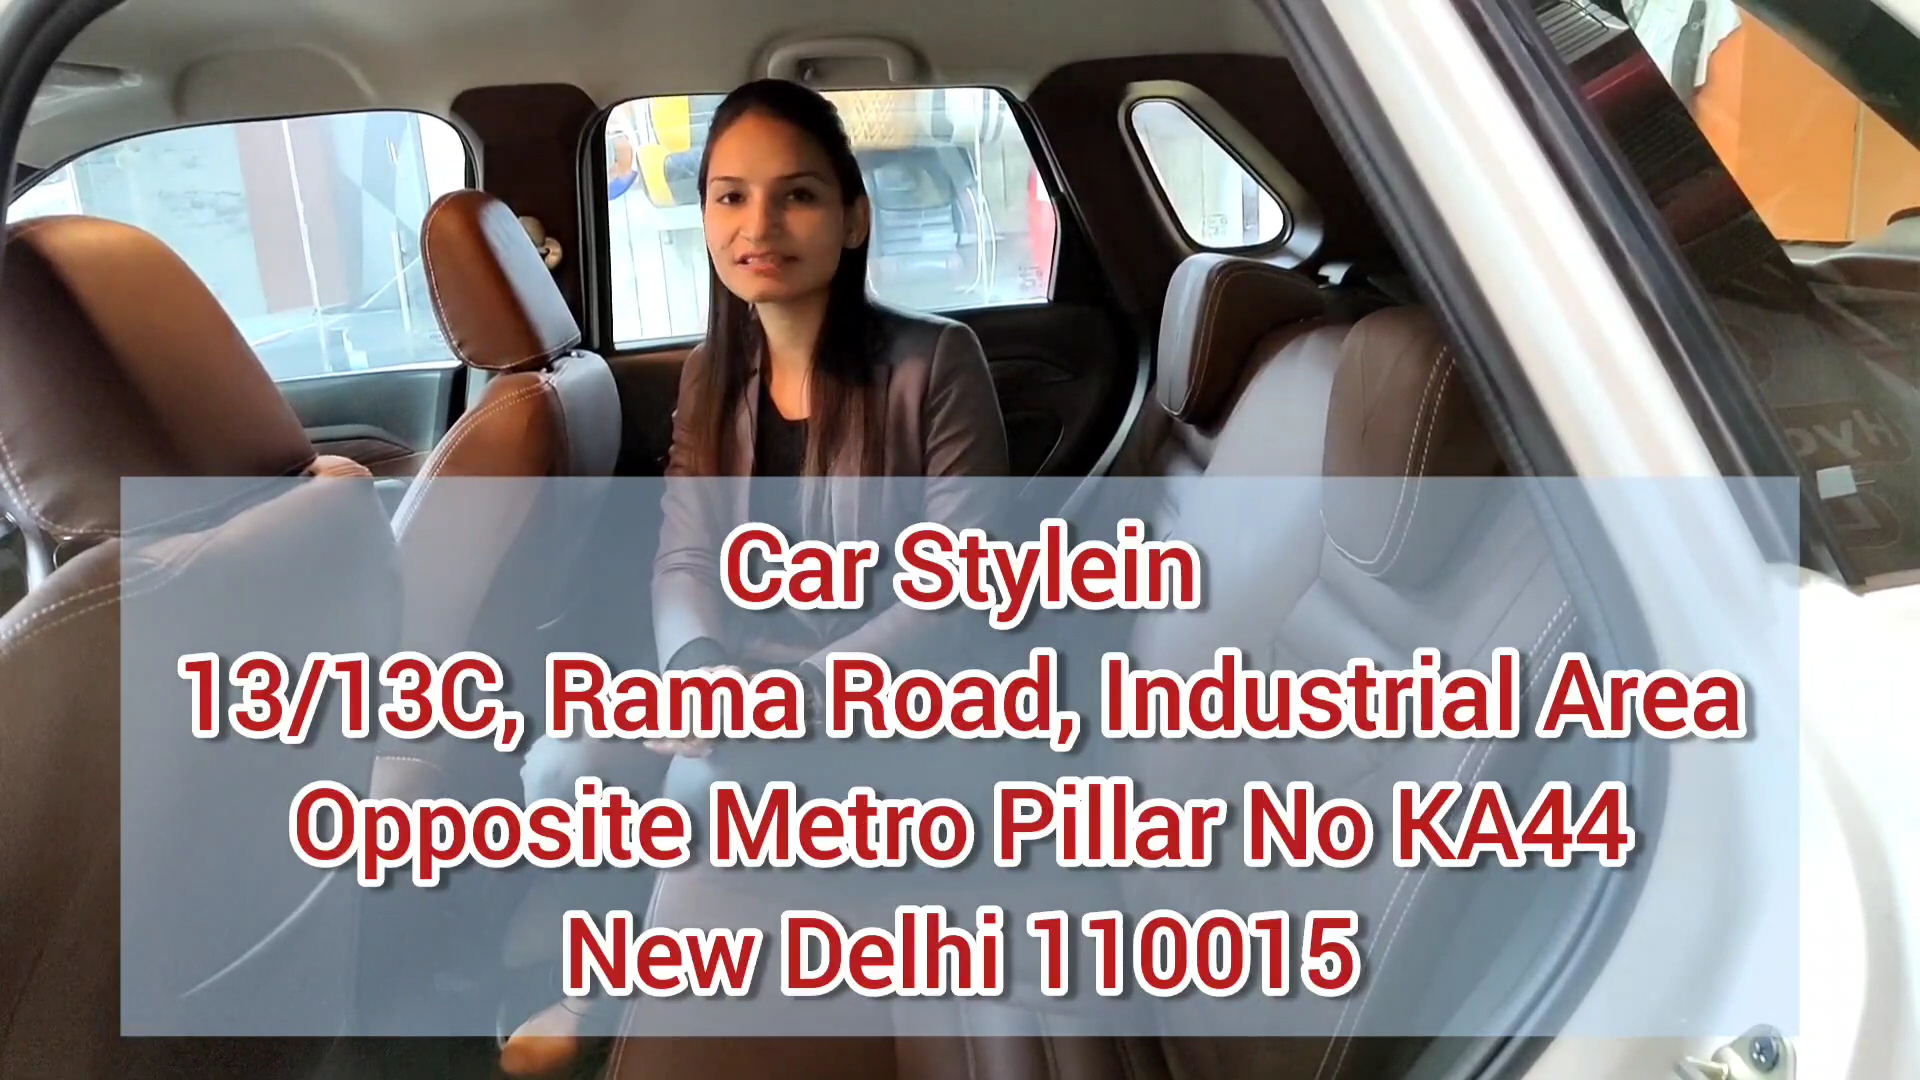 Car Stylein
13/13C, Rama Road, Industrial Area
Opposite Metro Pillar No KA44
New Delhi 110015